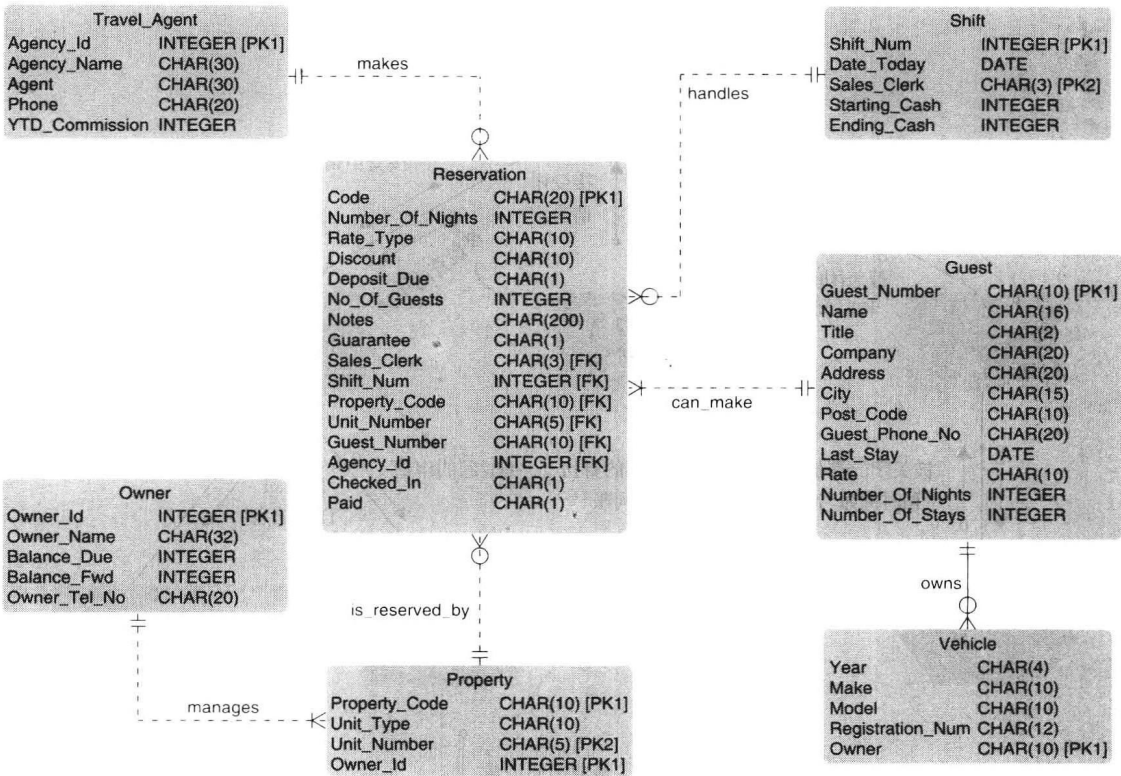 Travel_Agent
Agency_Id INTEGER [PK1]
Agency_Name CHAR(30)
Agent CHAR(30)
Phone CHAR(20)
YTD_Commission INTEGER
makes
Shift
Shift_Num INTEGER [PK1]
Date_Today DATE
Sales_Clerk CHAR(3) [PK2]
Starting_Cash INTEGER
Ending_Cash INTEGER
handles
Reservation
Code CHAR(20) [PK1]
Number_Of_Nights INTEGER
Rate_Type CHAR(10)
Discount CHAR(10)
Deposit_Due CHAR(1)
No_Of_Guests INTEGER
Notes CHAR(200)
Guarantee CHAR(1)
Sales_Clerk CHAR(3) [FK]
Shift_Num INTEGER [FK]
Property_Code CHAR(10) [FK]
Unit_Number CHAR(5) [FK]
Guest_Number CHAR(10) [FK]
Agency_Id INTEGER [FK]
Checked_In CHAR(1)
Paid CHAR(1)
can_make
Guest
Guest_Number CHAR(10) [PK1]
Name CHAR(16)
Title CHAR(2)
Company CHAR(20)
Address CHAR(20)
City CHAR(15)
Post_Code CHAR(10)
Guest_Phone_No CHAR(20)
Last_Stay DATE
Rate CHAR(10)
Number_Of_Nights INTEGER
Number_Of_Stays INTEGER
Owner
Owner_Id INTEGER [PK1]
Owner_Name CHAR(32)
Balance_Due INTEGER
Balance_Fwd INTEGER
Owner_Tel_No CHAR(20)
is_reserved_by
owns
manages
Property
Property_Code CHAR(10) [PK1]
Unit_Type CHAR(10)
Unit_Number CHAR(5) [PK2]
Owner_Id INTEGER [PK1]
Vehicle
Year CHAR(4)
Make CHAR(10)
Model CHAR(10)
Registration_Num CHAR(12)
Owner CHAR(10) [PK1]